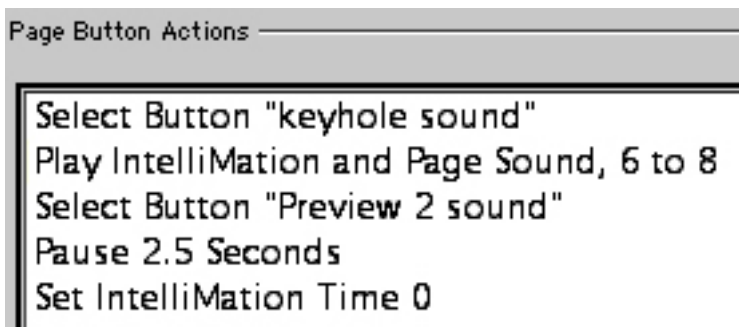 Page Button Actions
Select Button "keyhole sound"
Play IntelliMation and Page Sound, 6 to 8
Select Button "Preview 2 sound"
Pause 2.5 Seconds
Set IntelliMation Time 0